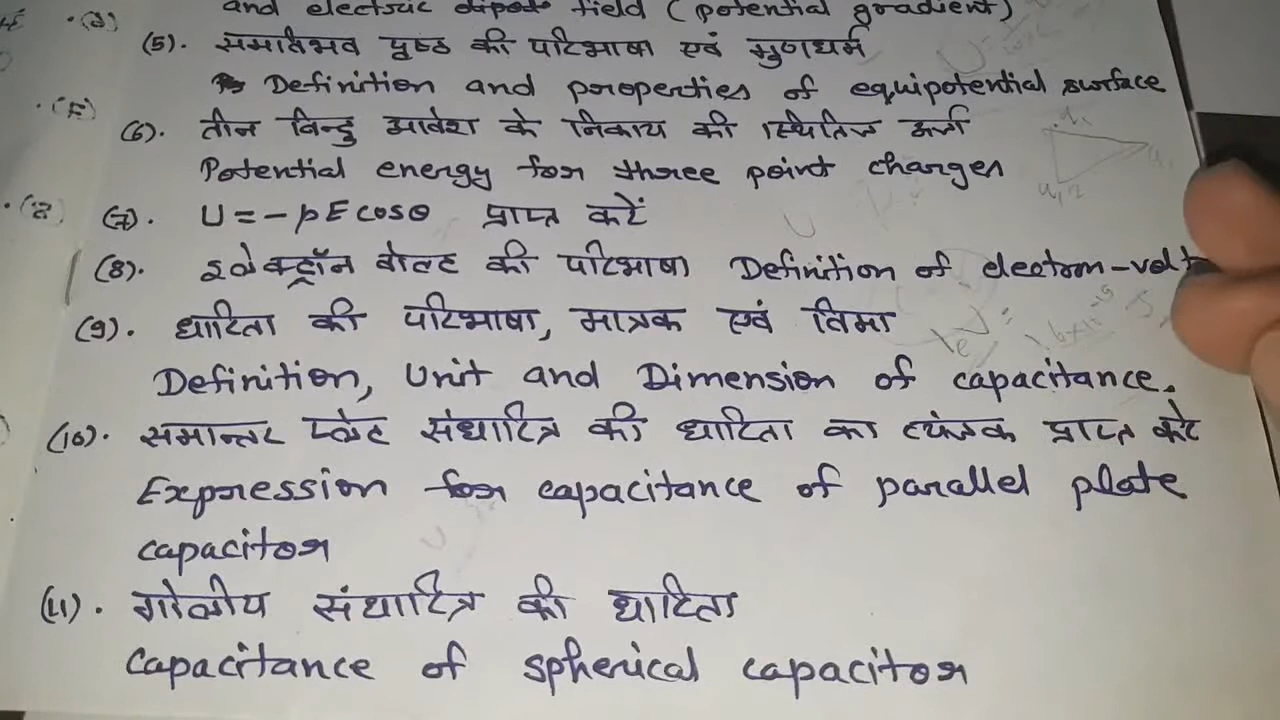 and electric dipole field (potential gradient)
(5). समविभव पृष्ठ की परिभाषा एवं गुणधर्म
Definition and properties of equipotential surface
(6). तीन बिन्दु आवेश के निकाय की स्थितिज ऊर्जा
Potential energy for three point charges
(7). U = -pE cosθ प्राप्त करें
(8). इलेक्ट्रॉन वोल्ट की परिभाषा Definition of electron-volt
(9). धारिता की परिभाषा, मात्रक एवं विमा
Definition, Unit and Dimension of capacitance.
(10). समान्तर प्लेट संधारित्र की धारिता का व्यंजक प्राप्त करें
Expression for capacitance of parallel plate
capacitor
(11). गोलीय संधारित्र की धारिता
Capacitance of spherical capacitor